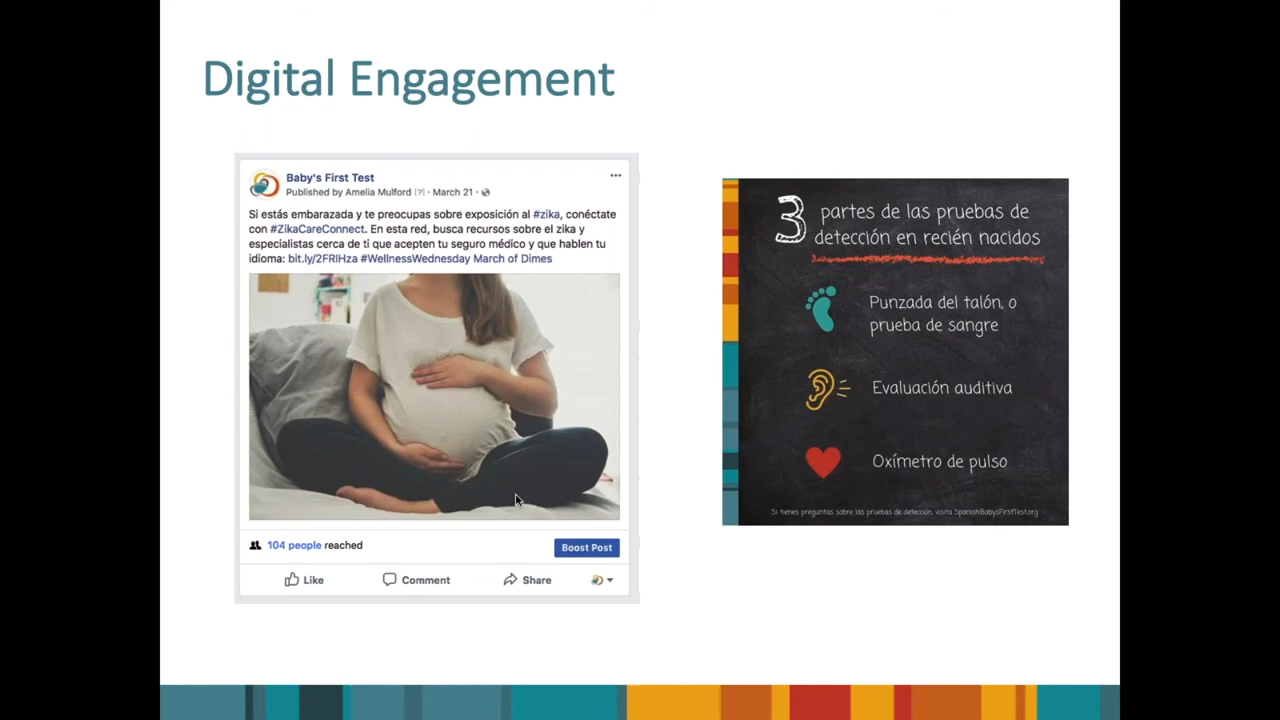 Digital Engagement
Baby's First Test
Published by Amelia Mulford [?] · March 21 ·
Si estás embarazada y te preocupas sobre exposición al #zika, conéctate
con #ZikaCareConnect. En esta red, busca recursos sobre el zika y
especialistas cerca de ti que acepten tu seguro médico y que hablen tu
idioma: bit.ly/2FRlHza #WellnessWednesday March of Dimes
104 people reached
Boost Post
Like Comment Share
3 partes de las pruebas de
detección en recién nacidos
Punzada del talón, o
prueba de sangre
Evaluación auditiva
Oxímetro de pulso
Si tienes preguntas sobre las pruebas de detección, visita SpanishBabysFirstTest.org